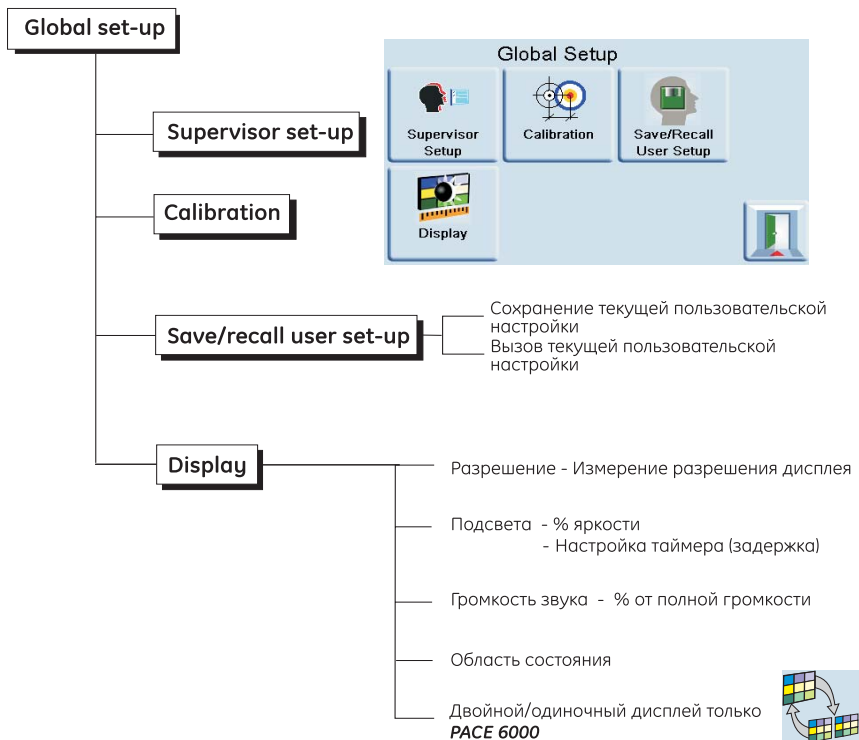 Global set-up
Global Setup
Supervisor
Setup
Calibration
Save/Recall
User Setup
Display
Supervisor set-up
Calibration
Save/recall user set-up
Сохранение текущей пользовательской
настройки
Вызов текущей пользовательской
настройки
Display
Разрешение - Измерение разрешения дисплея
Подсвета - % яркости
- Настройка таймера (задержка)
Громкость звука - % от полной громкости
Область состояния
Двойной/одиночный дисплей только
PACE 6000